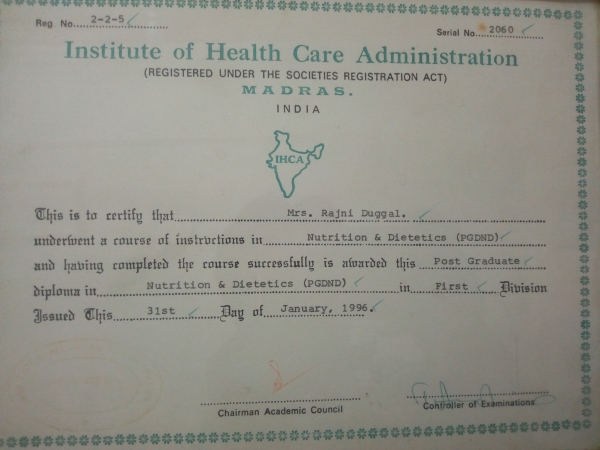 Reg No. 2-2-5
Serial No. 2060
Institute of Health Care Administration
(REGISTERED UNDER THE SOCIETIES REGISTRATION ACT)
MADRAS.
INDIA
IHCA
This is to certify that Mrs. Rajni Duggal.
underwent a course of instrvctions in Nutrition & Dietetics (PGDND)
and having completed the course successfully is awarded this Post Graduate
diploma in Nutrition & Dietetics (PGDND) in First Division
Issued This 31st Day of January, 1996.
Chairman Academic Council
Controller of Examinations